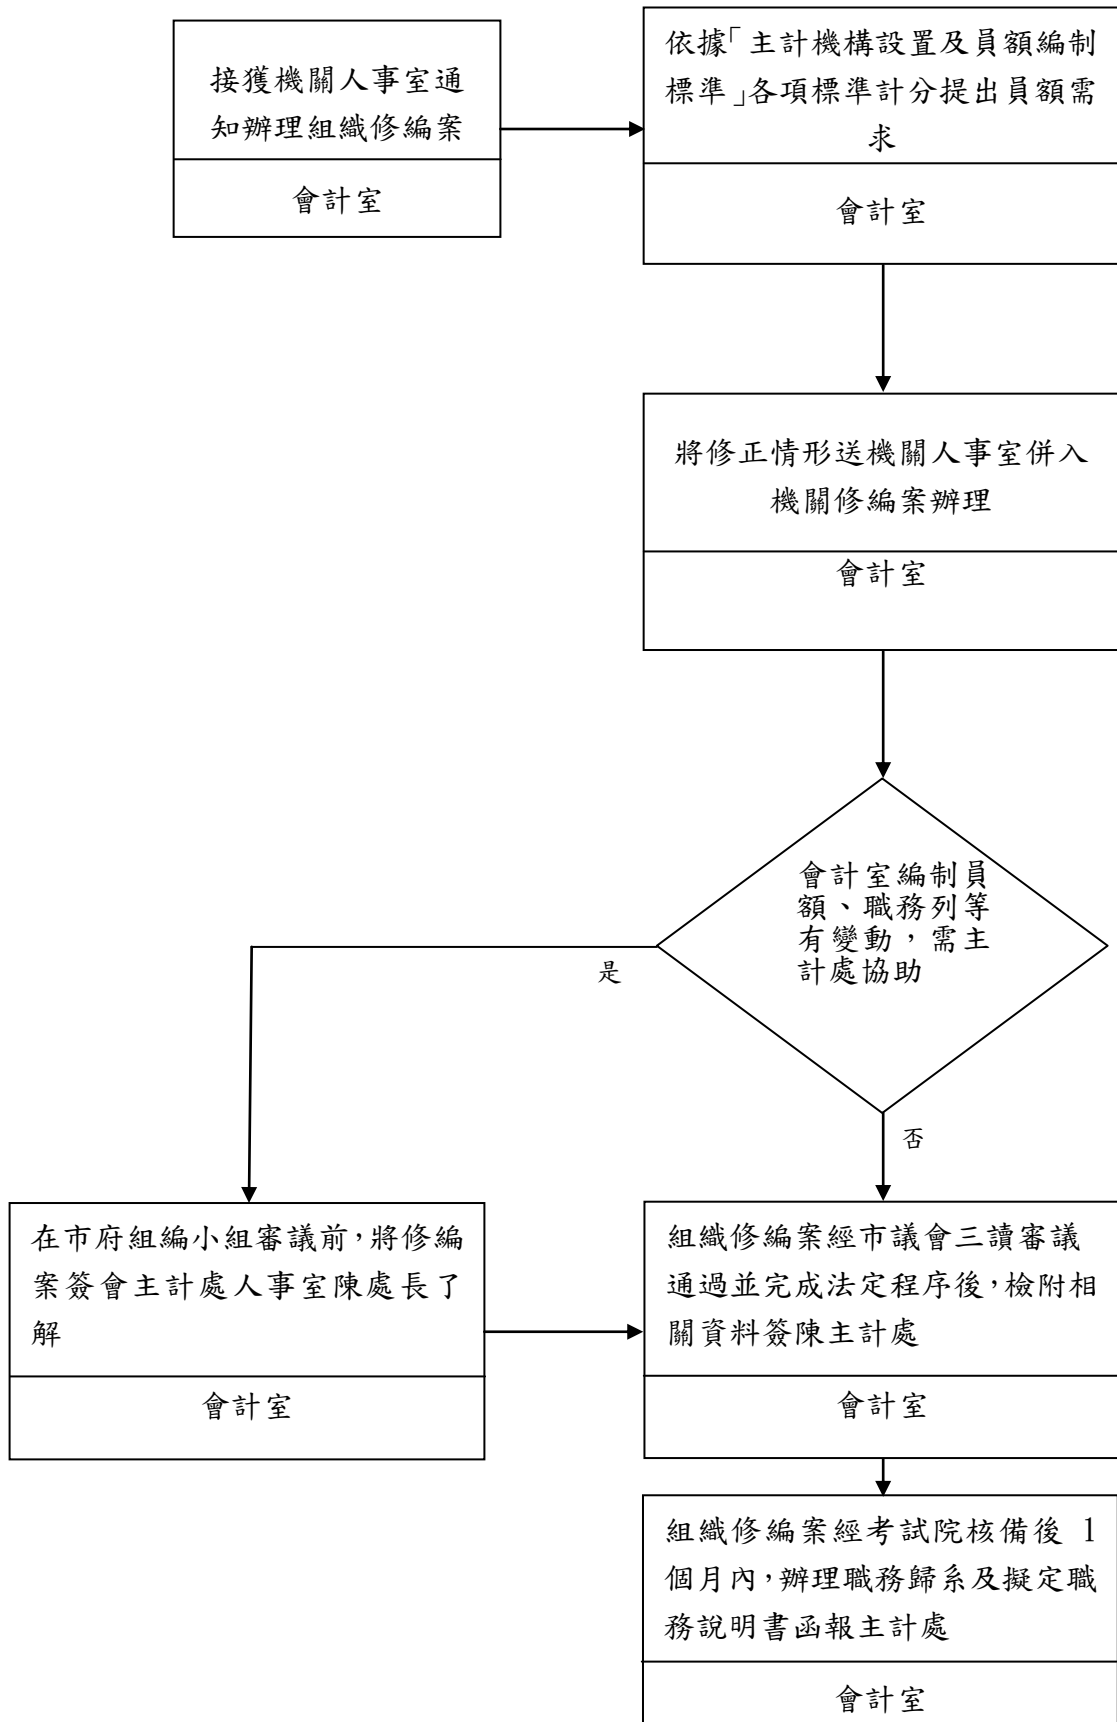 接獲機關人事室通
知辦理組織修編案
會計室
依據「主計機構設置及員額編制
標準」各項標準計分提出員額需
求
會計室
將修正情形送機關人事室併入
機關修編案辦理
會計室
會計室編制員
額、職務列等
有變動，需主
計處協助
是
否
在市府組編小組審議前，將修編
案簽會主計處人事室陳處長了
解
會計室
組織修編案經市議會三讀審議
通過並完成法定程序後，檢附相
關資料簽陳主計處
會計室
組織修編案經考試院核備後 1
個月內，辦理職務歸系及擬定職
務說明書函報主計處
會計室